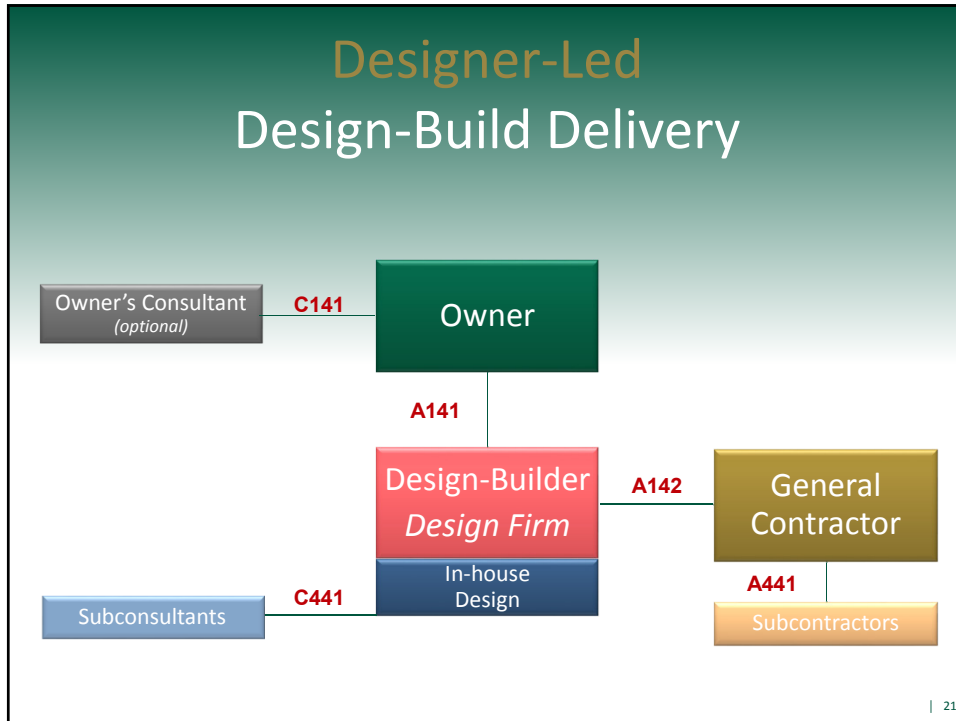 Designer-Led
Design-Build Delivery
Owner’s Consultant
(optional)
C141
Owner
A141
Design-Builder
Design Firm
A142
General
Contractor
In-house
Design
C441
Subconsultants
A441
Subcontractors
| 21